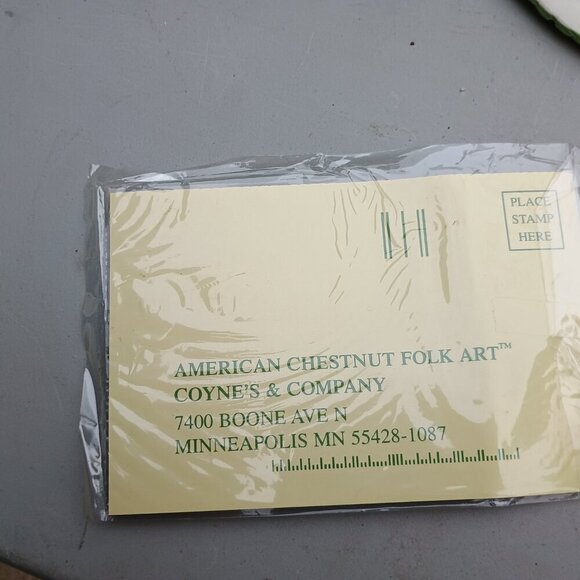 PLACE
STAMP
HERE
AMERICAN CHESTNUT FOLK ART™
COYNE'S & COMPANY
7400 BOONE AVE N
MINNEAPOLIS MN 55428-1087